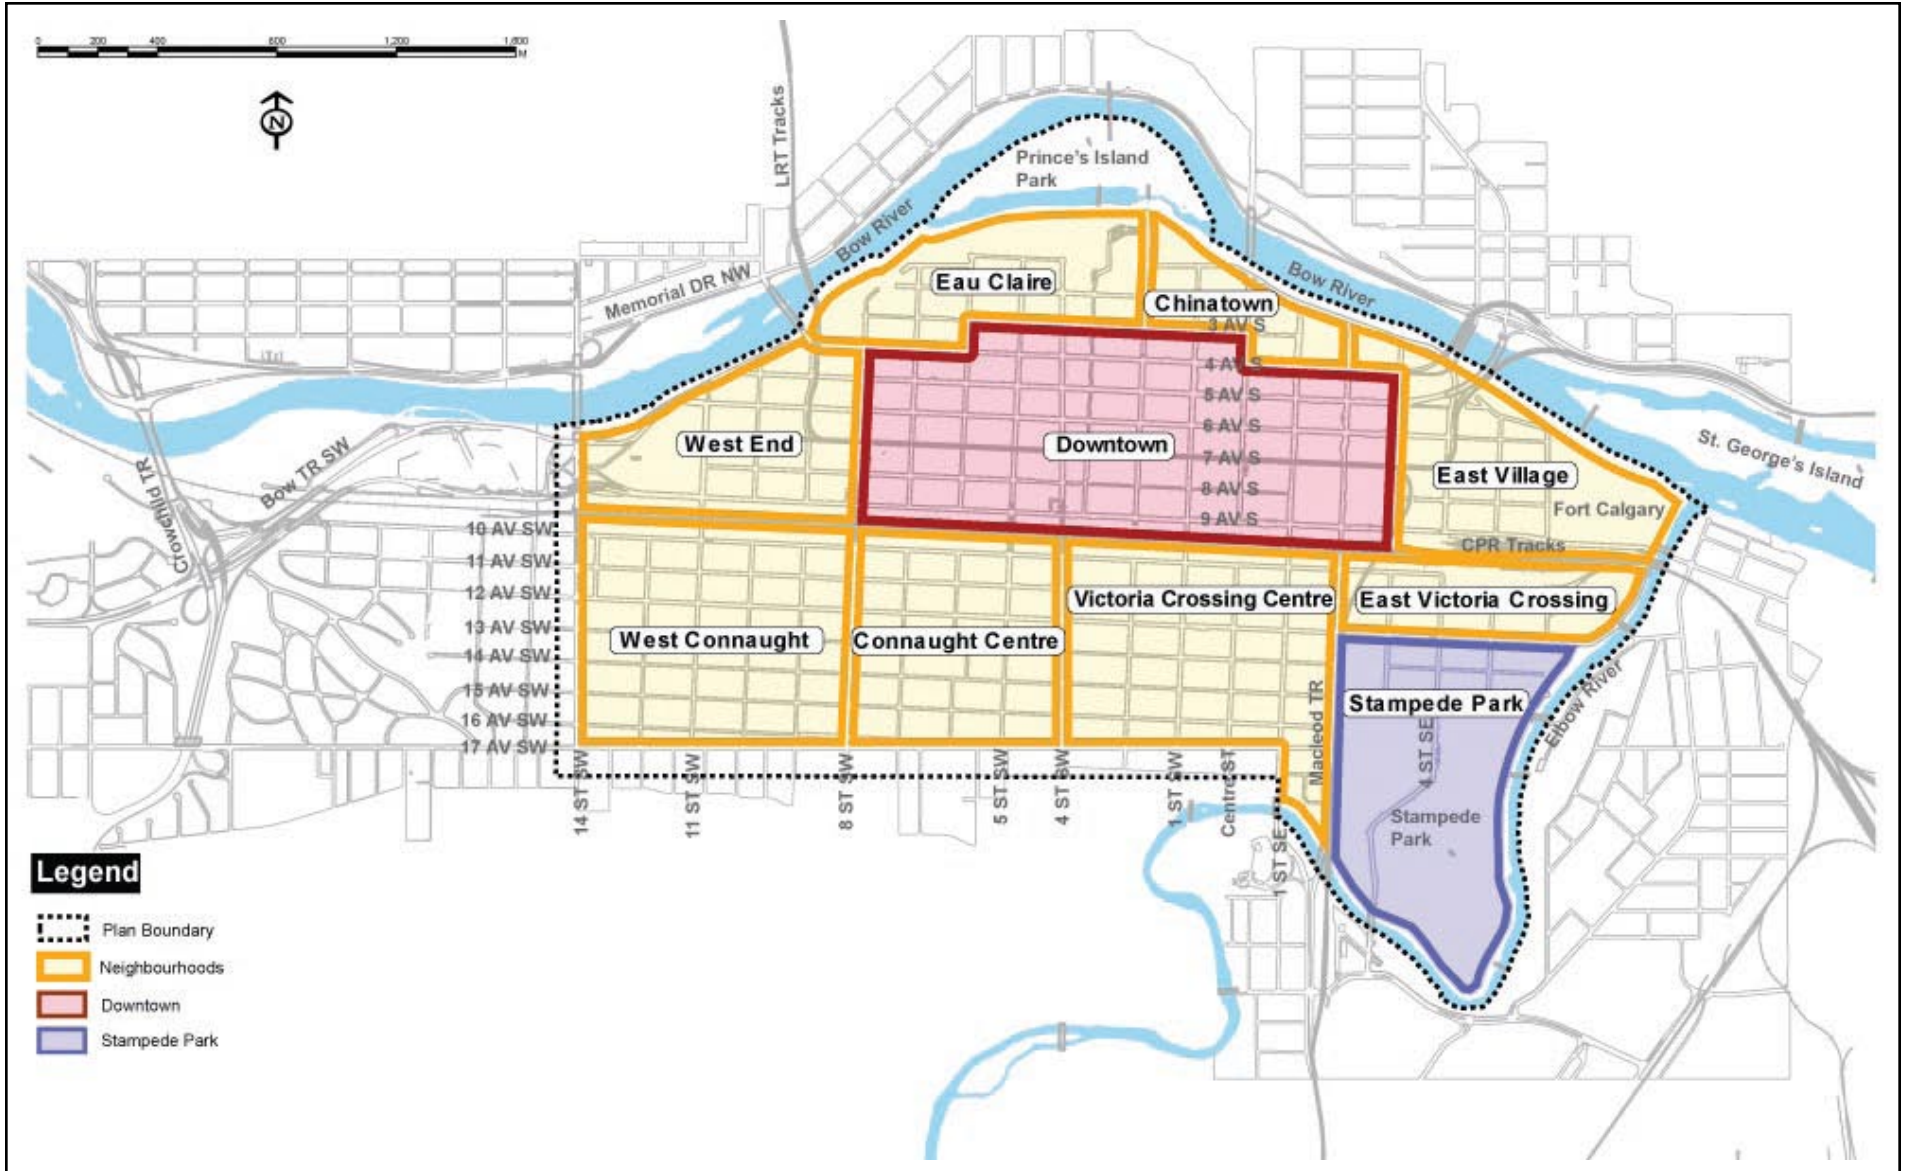 0 200 400 800 1,200 1,600
M
N
LRT Tracks
Prince's Island
Park
Bow River
Memorial DR NW
Bow River
Eau Claire
Chinatown
3 AV S
4 AV S
5 AV S
6 AV S
7 AV S
8 AV S
9 AV S
West End
Downtown
East Village
St. George's Island
Fort Calgary
CPR Tracks
Crowchild TR
Bow TR SW
10 AV SW
11 AV SW
12 AV SW
13 AV SW
14 AV SW
15 AV SW
16 AV SW
17 AV SW
West Connaught
Connaught Centre
Victoria Crossing Centre
East Victoria Crossing
Stampede Park
Macleod TR
4 ST SE
Elbow River
Stampede
Park
14 ST SW
11 ST SW
8 ST SW
5 ST SW
4 ST SW
1 ST SW
Centre ST
1 ST SE
Legend
Plan Boundary
Neighbourhoods
Downtown
Stampede Park